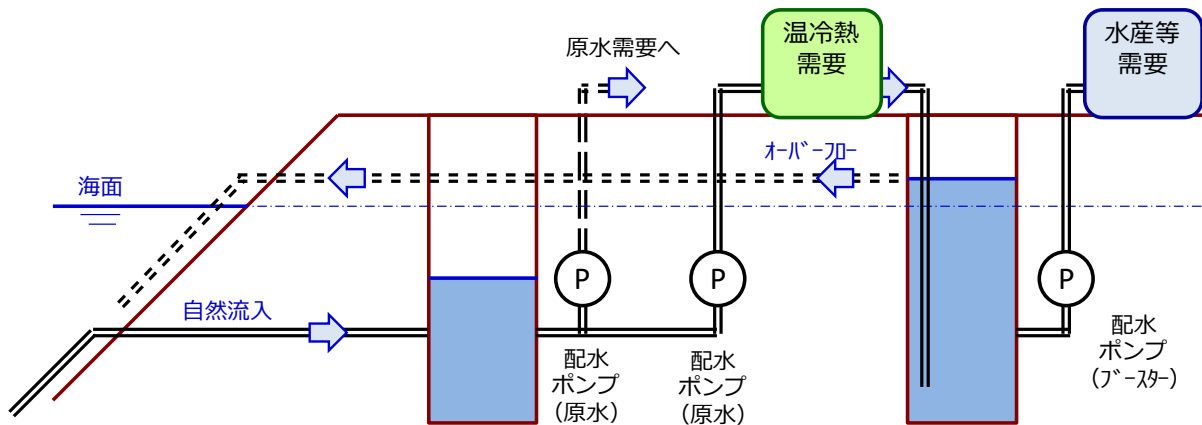 原水需要へ
温冷熱
需要
水産等
需要
ｵｰﾊﾞｰﾌﾛｰ
海面
P
P
P
自然流入
配水
ポンプ
(原水)
配水
ポンプ
(原水)
配水
ポンプ
(ﾌﾞｰｽﾀｰ)